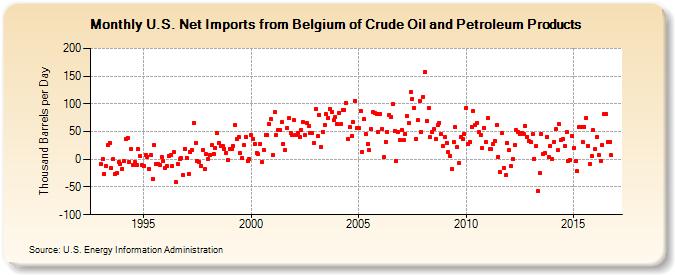 Monthly U.S. Net Imports from Belgium of Crude Oil and Petroleum Products
Thousand Barrels per Day
200
150
100
50
0
-50
-100
1995 2000 2005 2010 2015
Source: U.S. Energy Information Administration